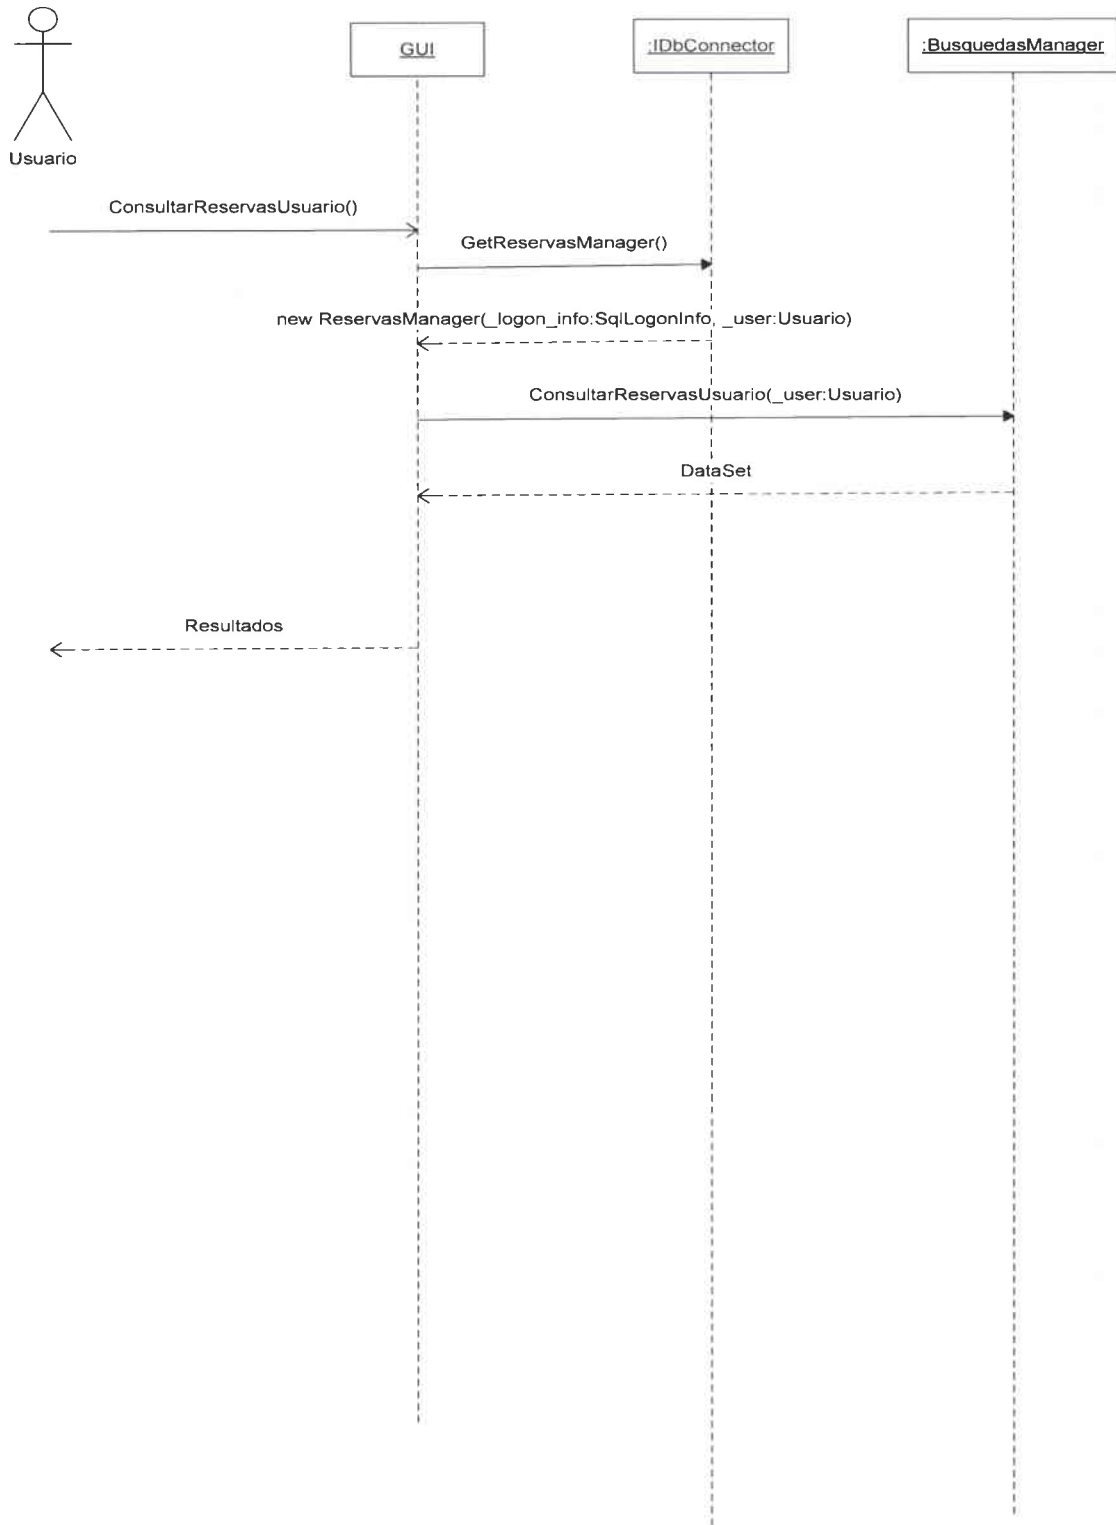 GUI
:IDbConnector
:BusquedasManager
Usuario
ConsultarReservasUsuario()
GetReservasManager()
new ReservasManager(_logon_info:SqlLogonInfo, _user:Usuario)
ConsultarReservasUsuario(_user:Usuario)
DataSet
Resultados